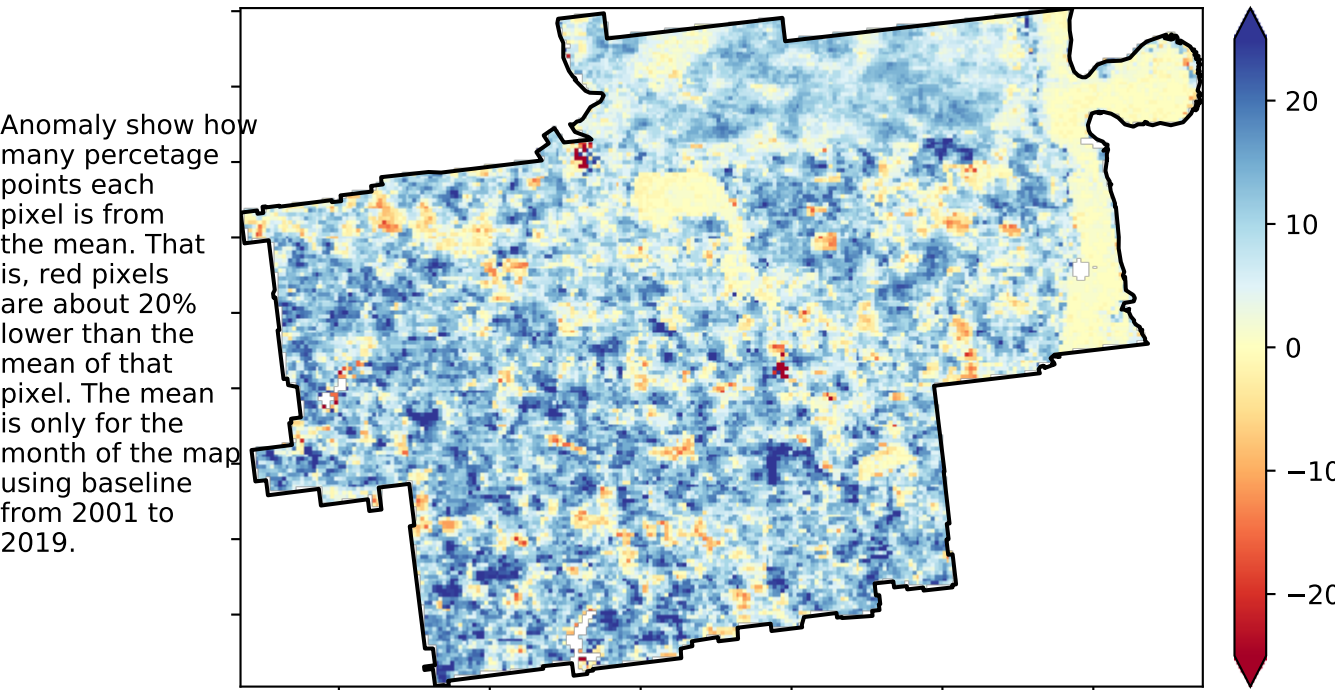 Anomaly show how
many percetage
points each
pixel is from
the mean. That
is, red pixels
are about 20%
lower than the
mean of that
pixel. The mean
is only for the
month of the map
using baseline
from 2001 to
2019.
20
10
0
−10
−20